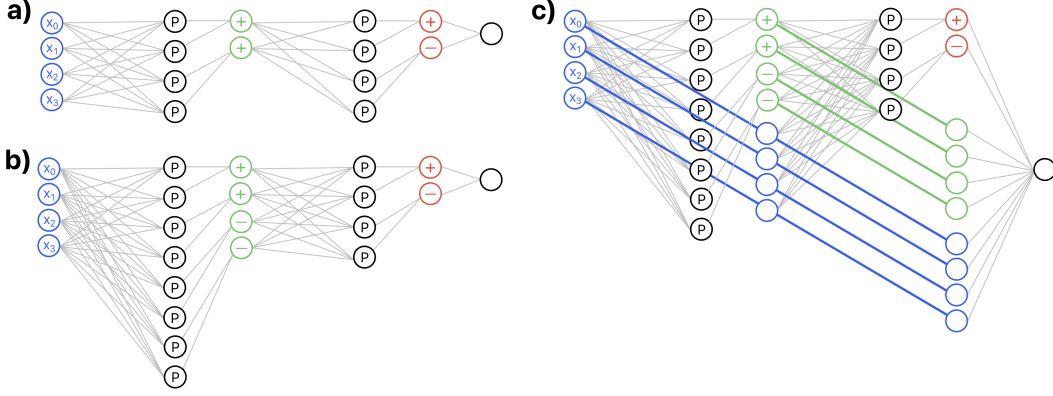 a)
x₀ P + P +
x₁ P + P −
x₂ P P
x₃ P P
b)
x₀ P + P +
x₁ P + P −
x₂ P − P
x₃ P − P
P
P
P
P
c)
x₀ P + P +
x₁ P + P −
x₂ P − P
x₃ P − P
P
P
P
P